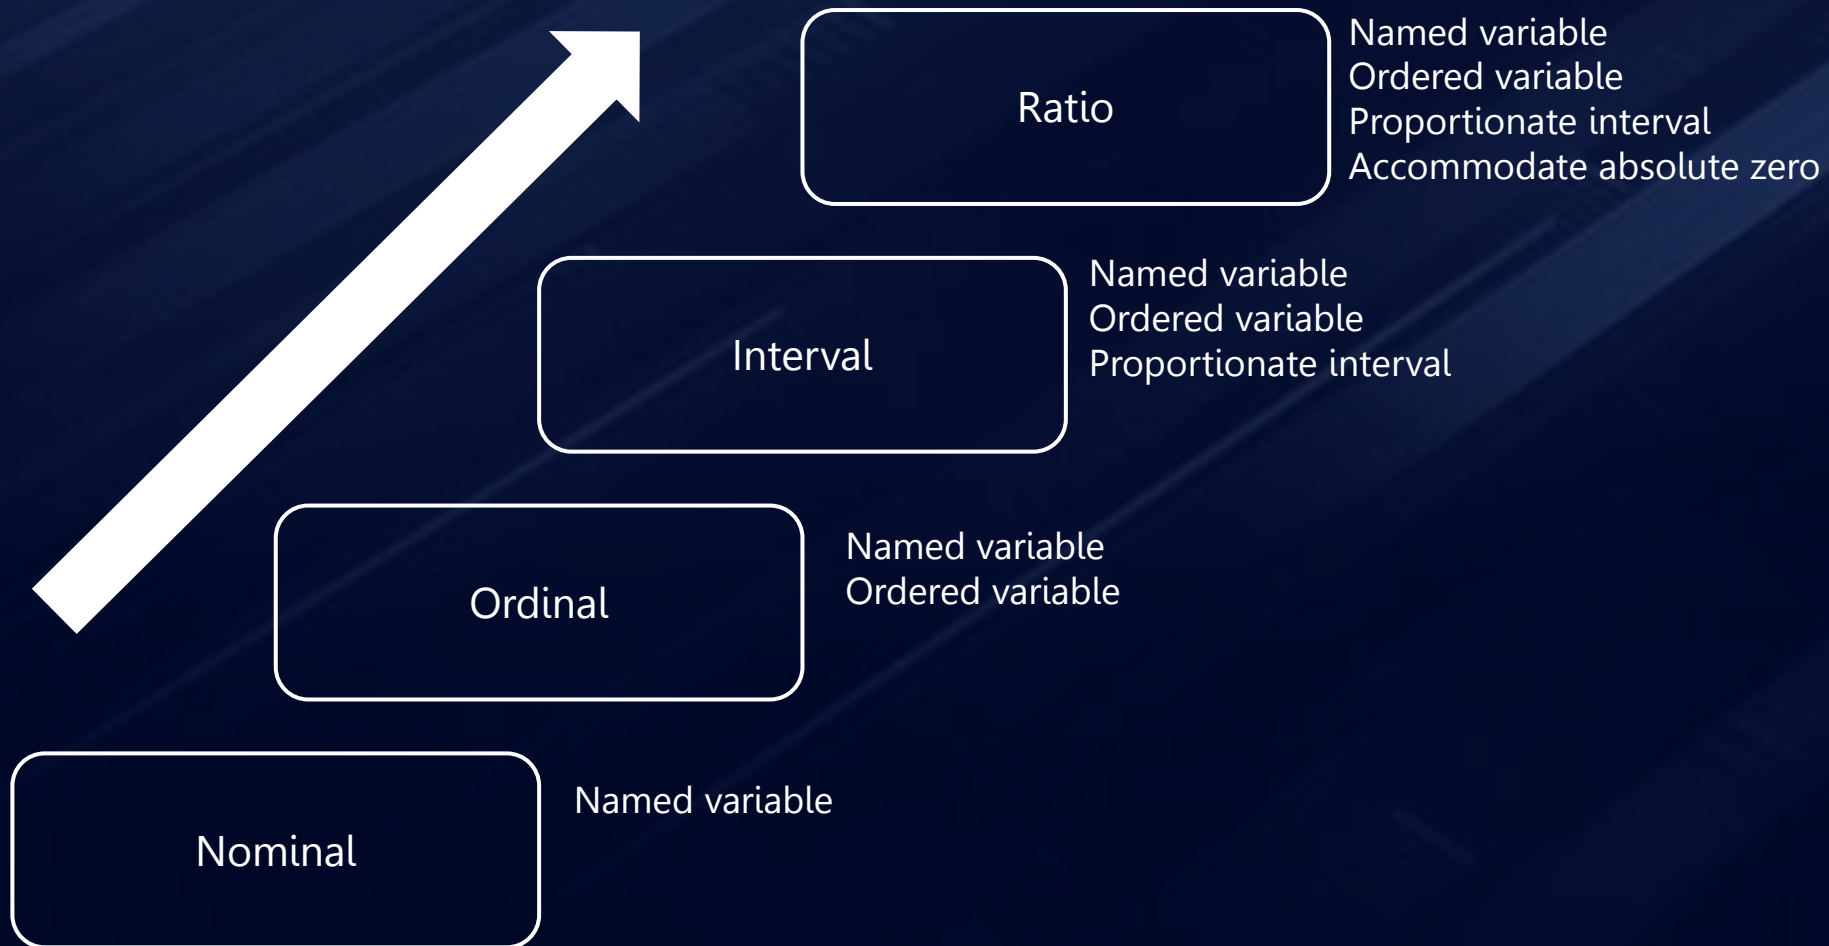 Ratio
Named variable
Ordered variable
Proportionate interval
Accommodate absolute zero
Interval
Named variable
Ordered variable
Proportionate interval
Ordinal
Named variable
Ordered variable
Nominal
Named variable